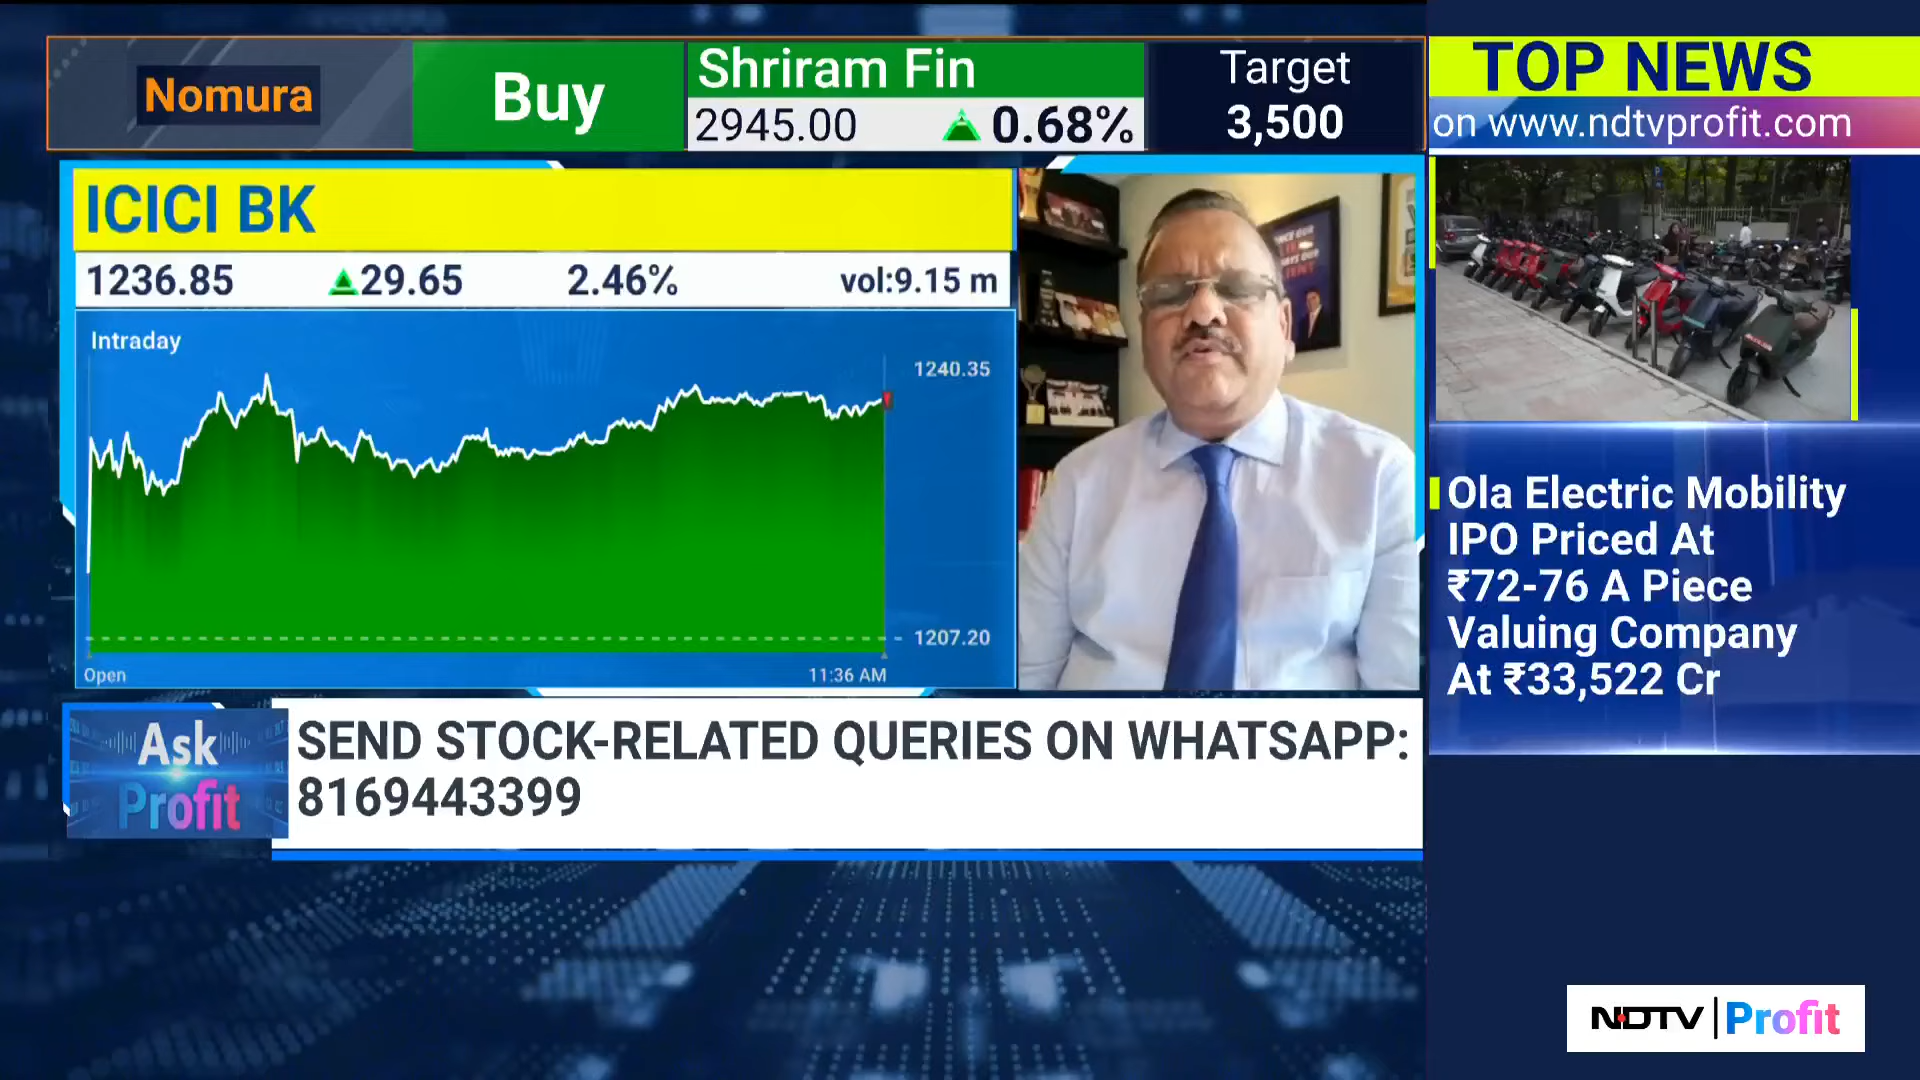 Nomura
Buy
Shriram Fin
2945.00 0.68%
Target
3,500
TOP NEWS
on www.ndtvprofit.com
ICICI BK
1236.85 29.65 2.46% vol:9.15 m
Intraday
1240.35
1207.20
Open 11:36 AM
Ola Electric Mobility
IPO Priced At
₹72-76 A Piece
Valuing Company
At ₹33,522 Cr
Ask
Profit
SEND STOCK-RELATED QUERIES ON WHATSAPP:
8169443399
NDTV Profit